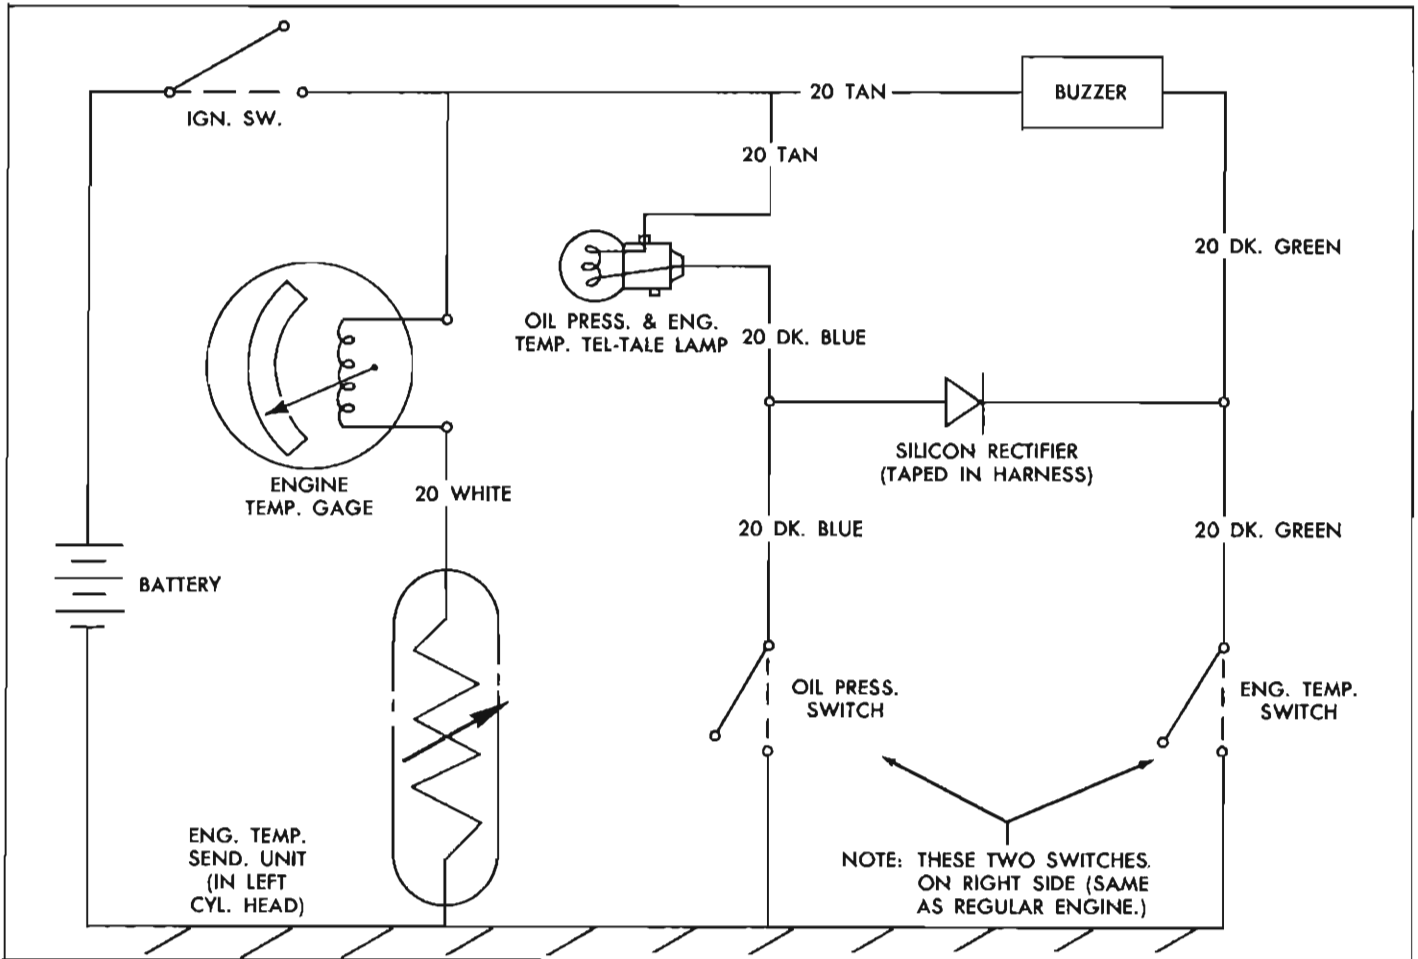 IGN. SW.
20 TAN
BUZZER
20 TAN
20 DK. GREEN
OIL PRESS. & ENG.
TEMP. TEL-TALE LAMP
20 DK. BLUE
SILICON RECTIFIER
(TAPED IN HARNESS)
ENGINE
TEMP. GAGE
20 WHITE
20 DK. BLUE
20 DK. GREEN
BATTERY
OIL PRESS.
SWITCH
ENG. TEMP.
SWITCH
ENG. TEMP.
SEND. UNIT
(IN LEFT
CYL. HEAD)
NOTE: THESE TWO SWITCHES.
ON RIGHT SIDE (SAME
AS REGULAR ENGINE.)